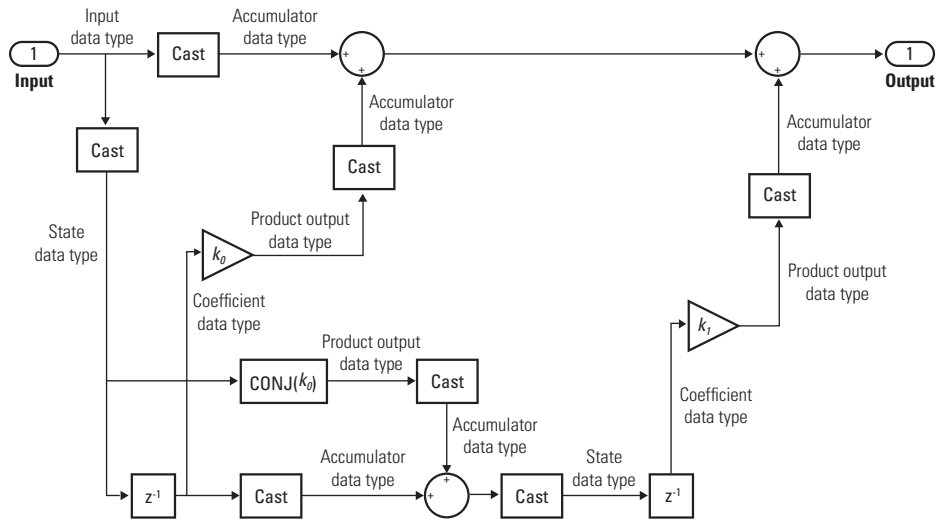 Input
data type
Accumulator
data type
1
Input
Cast
+
+
+
+
1
Output
Cast
Accumulator
data type
Cast
Accumulator
data type
Cast
State
data type
Product output
data type
k0
Coefficient
data type
Product output
data type
k1
Product output
data type
CONJ(k0)
Cast
Coefficient
data type
Accumulator
data type
Accumulator
data type
State
data type
z-1
Cast
+
+
Cast
z-1